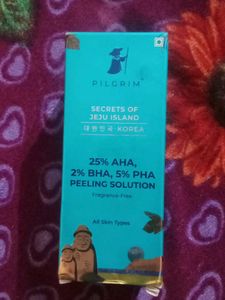 PILGRIM
SECRETS OF
JEJU ISLAND
대한민국·KOREA
25% AHA,
2% BHA, 5% PHA
PEELING SOLUTION
Fragrance-Free
All Skin Types